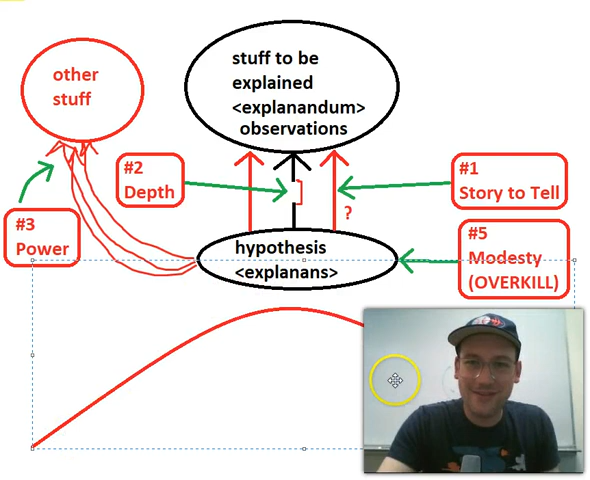 other
stuff
stuff to be
explained
<explanandum>
observations
#2
Depth
#1
Story to Tell
#3
Power
?
hypothesis
<explanans>
#5
Modesty
(OVERKILL)